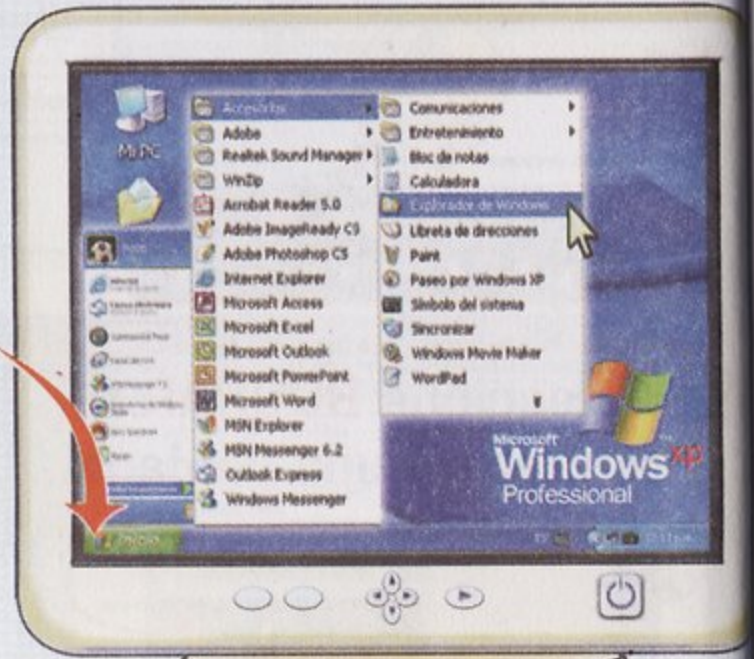 Mi PC
Accesorios
Adobe
Realtek Sound Manager
WinZip
Acrobat Reader 5.0
Adobe ImageReady CS
Adobe Photoshop CS
Internet Explorer
Microsoft Access
Microsoft Excel
Microsoft Outlook
Microsoft PowerPoint
Microsoft Word
MSN Explorer
MSN Messenger 6.2
Outlook Express
Windows Messenger
Comunicaciones
Entretenimiento
Bloc de notas
Calculadora
Explorador de Windows
Libreta de direcciones
Paint
Paseo por Windows XP
Símbolo del sistema
Sincronizar
Windows Movie Maker
WordPad
Internet
Microsoft
Windows xp
Professional
Inicio
ES